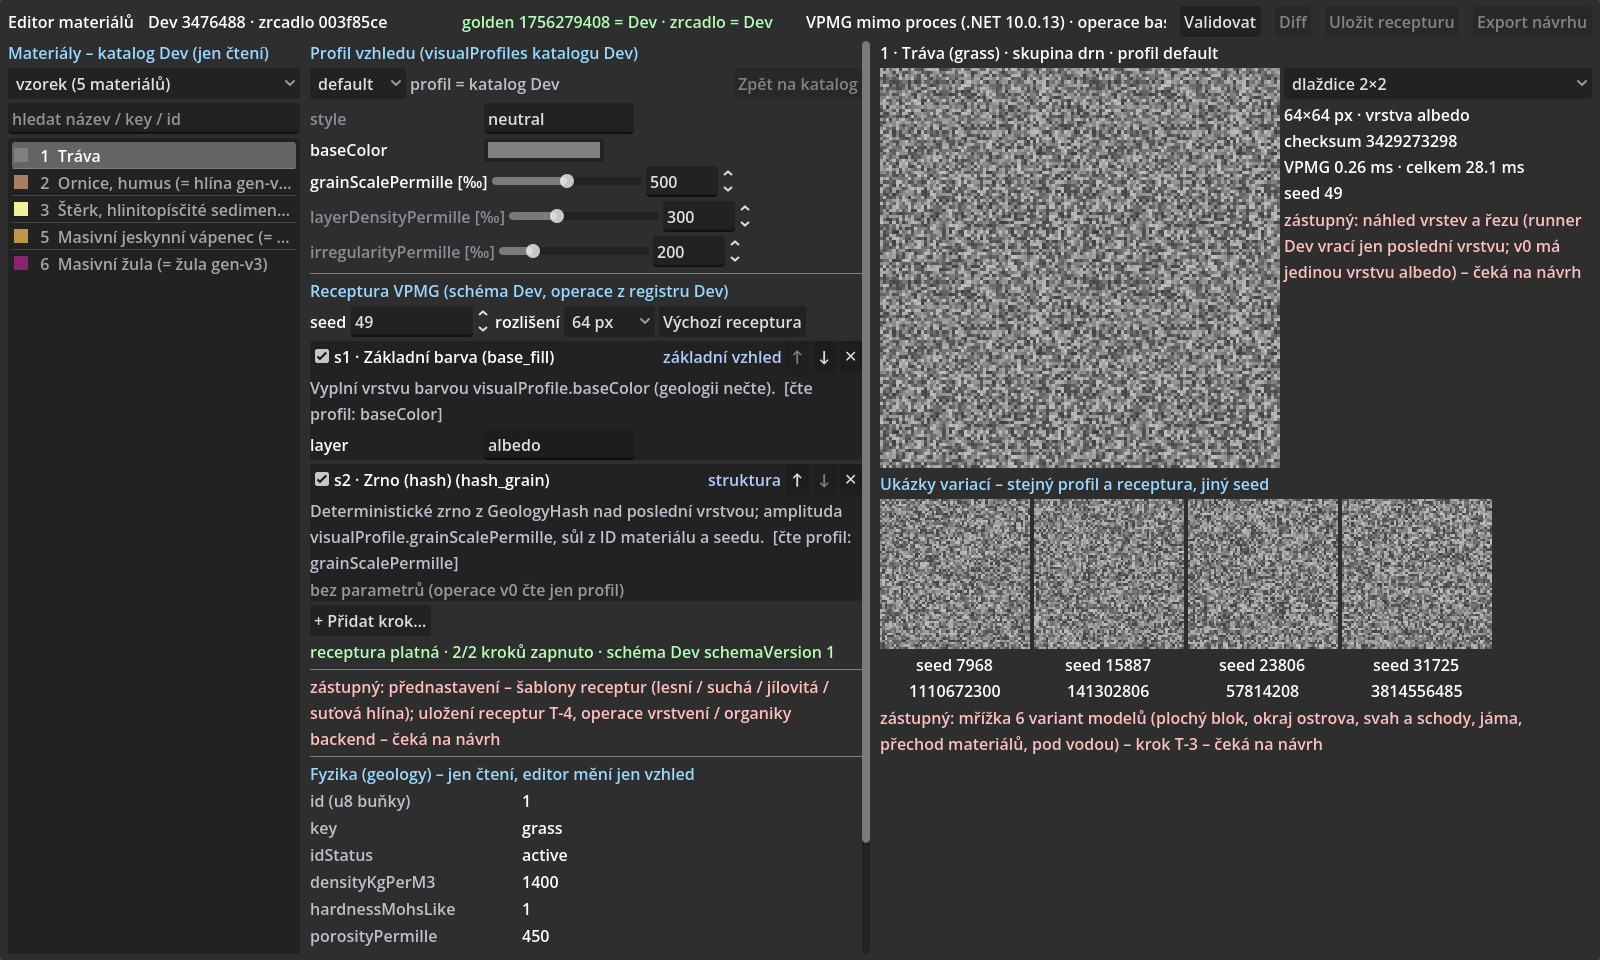 Editor materiálů Dev 3476488 · zrcadlo 003f85ce golden 1756279408 = Dev · zrcadlo = Dev VPMG mimo proces (.NET 10.0.13) · operace Validovat Diff Uložit recepturu Export návrhu
Materiály – katalog Dev (jen čtení)
vzorek (5 materiálů)
hledat název / key / id
1 Tráva
2 Ornice, humus (= hlína gen-v...
3 Štěrk, hlinitopísčité sedimen...
5 Masivní jeskynní vápenec (= ...
6 Masivní žula (= žula gen-v3)
Profil vzhledu (visualProfiles katalogu Dev)
default profil = katalog Dev Zpět na katalog
style neutral
baseColor
grainScalePermille [‰] 500
layerDensityPermille [‰] 300
irregularityPermille [‰] 200
Receptura VPMG (schéma Dev, operace z registru Dev)
seed 49 rozlišení 64 px Výchozí receptura
s1 · Základní barva (base_fill) základní vzhled ↑ ↓ ×
Vyplní vrstvu barvou visualProfile.baseColor (geologii nečte). [čte
profil: baseColor]
layer albedo
s2 · Zrno (hash) (hash_grain) struktura ↑ ↓ ×
Deterministické zrno z GeologyHash nad poslední vrstvou; amplituda
visualProfile.grainScalePermille, sůl z ID materiálu a seedu. [čte profil:
grainScalePermille]
bez parametrů (operace v0 čte jen profil)
+ Přidat krok...
receptura platná · 2/2 kroků zapnuto · schéma Dev schemaVersion 1
zástupný: přednastavení – šablony receptur (lesní / suchá / jílovitá /
suťová hlína); uložení receptur T-4, operace vrstvení / organiky
backend – čeká na návrh
Fyzika (geology) – jen čtení, editor mění jen vzhled
id (u8 buňky) 1
key grass
idStatus active
densityKgPerM3 1400
hardnessMohsLike 1
porosityPermille 450
1 · Tráva (grass) · skupina drn · profil default
dlaždice 2×2
64×64 px · vrstva albedo
checksum 3429273298
VPMG 0.26 ms · celkem 28.1 ms
seed 49
zástupný: náhled vrstev a řezu (runner
Dev vrací jen poslední vrstvu; v0 má
jedinou vrstvu albedo) – čeká na návrh
Ukázky variací – stejný profil a receptura, jiný seed
seed 7968 seed 15887 seed 23806 seed 31725
1110672300 141302806 57814208 3814556485
zástupný: mřížka 6 variant modelů (plochý blok, okraj ostrova, svah a schody, jáma,
přechod materiálů, pod vodou) – krok T-3 – čeká na návrh